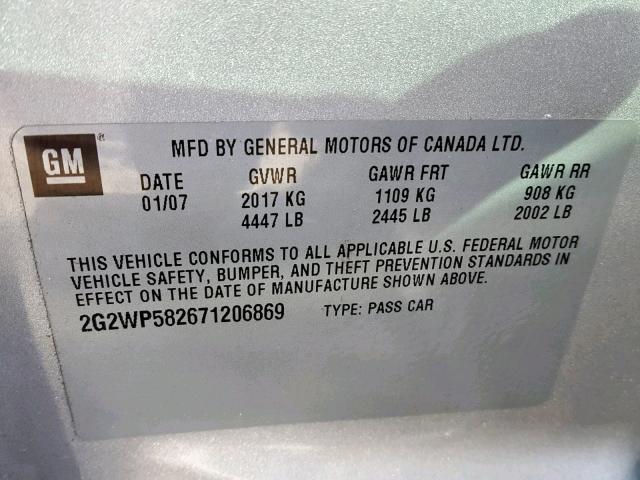 GM ®
MFD BY GENERAL MOTORS OF CANADA LTD.
DATE GVWR GAWR FRT GAWR RR
01/07 2017 KG 1109 KG 908 KG
4447 LB 2445 LB 2002 LB
THIS VEHICLE CONFORMS TO ALL APPLICABLE U.S. FEDERAL MOTOR
VEHICLE SAFETY, BUMPER, AND THEFT PREVENTION STANDARDS IN
EFFECT ON THE DATE OF MANUFACTURE SHOWN ABOVE.
2G2WP582671206869 TYPE: PASS CAR